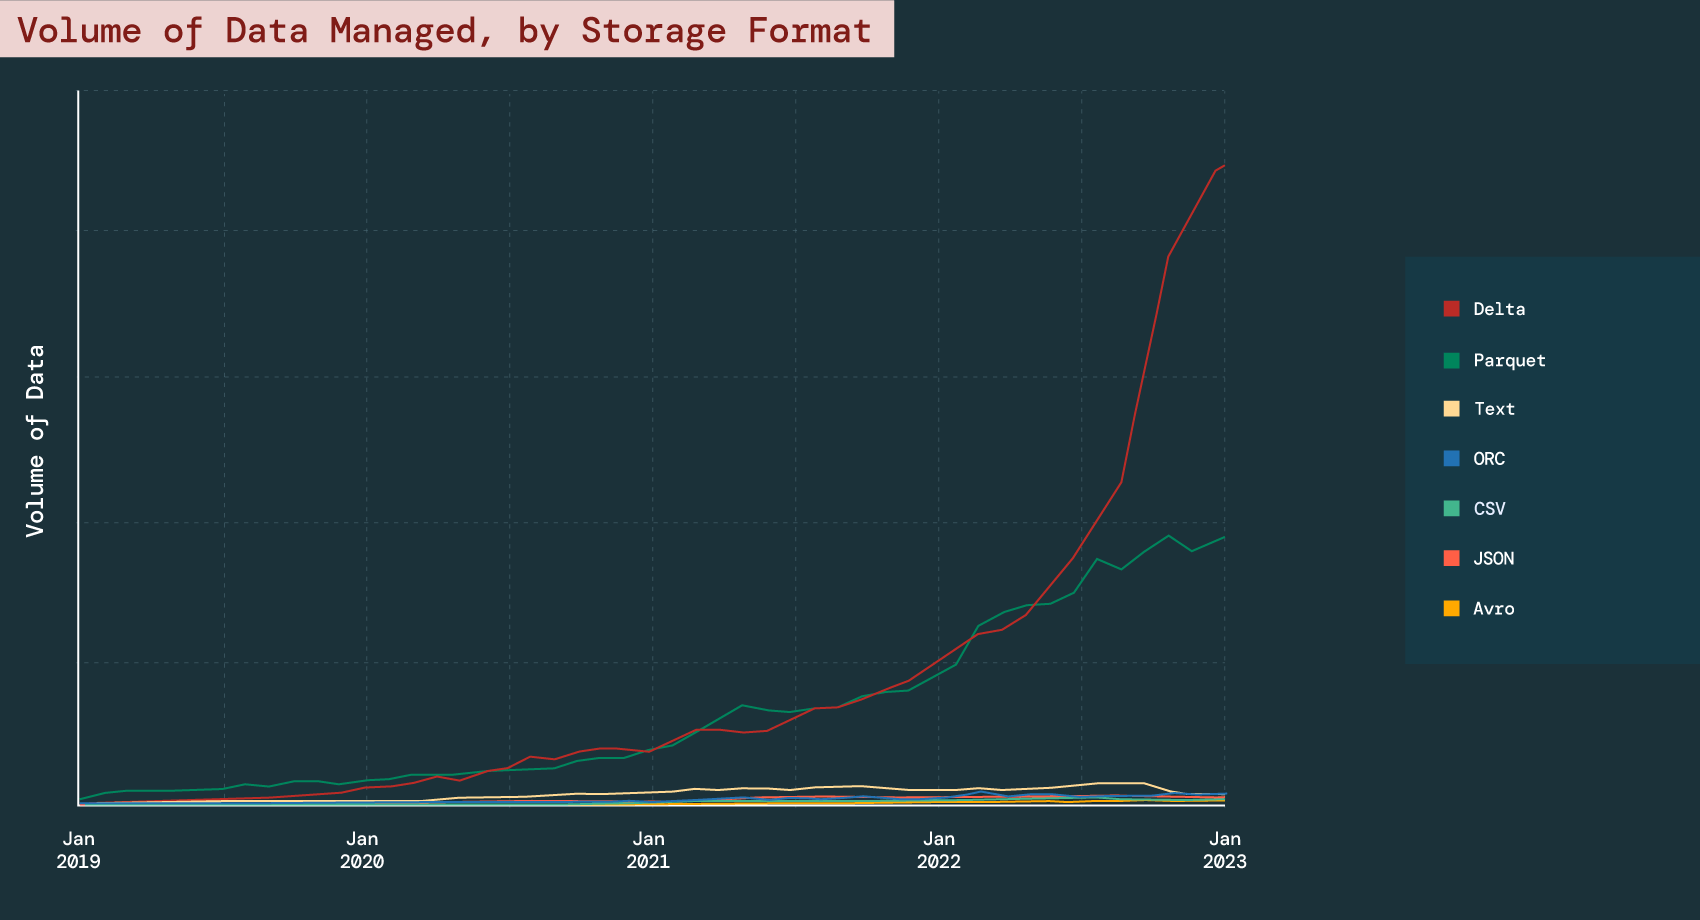 Volume of Data Managed, by Storage Format
Volume of Data
Delta
Parquet
Text
ORC
CSV
JSON
Avro
Jan
2019
Jan
2020
Jan
2021
Jan
2022
Jan
2023